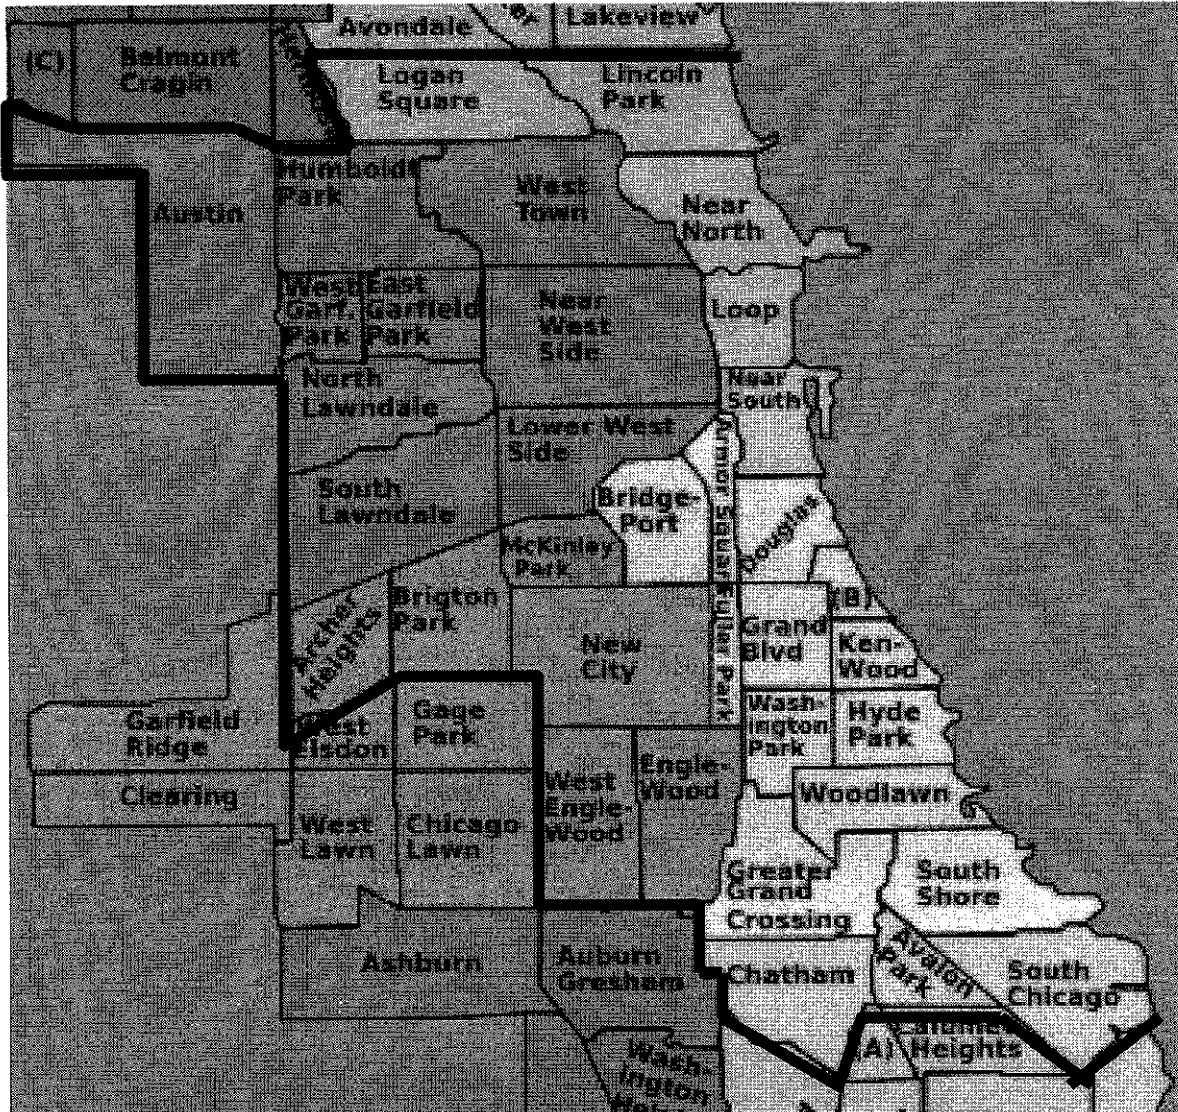 Avondale
Lakeview
(C)
Belmont
Cragin
Logan
Square
Lincoln
Park
Humboldt
Park
Austin
West
Town
Near
North
West
Garf.
Park
East
Garfield
Park
Near
West
Side
Loop
North
Lawndale
Near
South
Lower West
Side
Armor Square
South
Lawndale
Bridge-
Port
Douglas
McKinley
Park
Archer
Heights
Brigton
Park
New
City
Fuller Park
Grand
Blvd
(B)
Ken-
Wood
Garfield
Ridge
West
Elsdon
Gage
Park
Wash-
ington
Park
Hyde
Park
Clearing
West
Lawn
Chicago
Lawn
West
Engle-
Wood
Engle-
Wood
Woodlawn
Greater
Grand
Crossing
South
Shore
Ashburn
Auburn
Gresham
Chatham
Avalon
Park
South
Chicago
Wash-
ington
(A)
Calumet
Heights